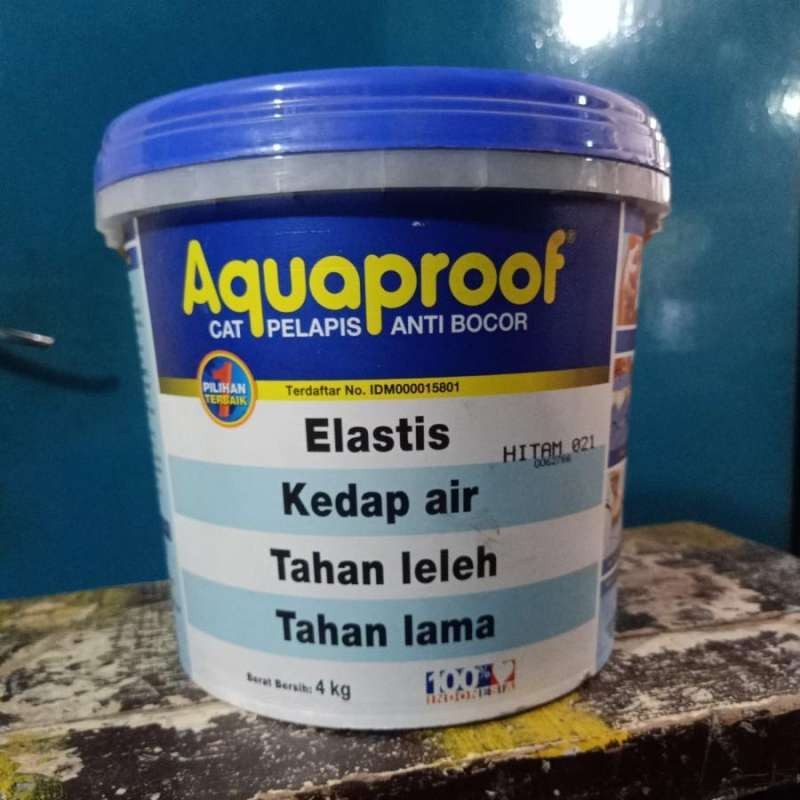 Aquaproof®
CAT PELAPIS ANTI BOCOR
1
PILIHAN
TERBAIK
Terdaftar No. IDM000015801
Elastis
HITAM 021
Kedap air
Tahan leleh
Tahan lama
Berat Bersih: 4 kg
100%
INDONESIA